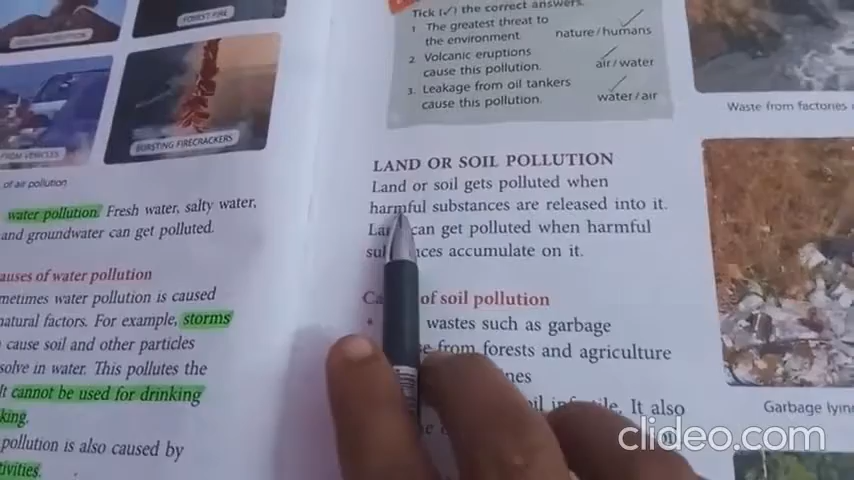 FOREST FIRE
FROM VEHICLES
BURSTING FIRECRACKERS
of air pollution
water pollution. Fresh water, salty water,
and groundwater can get polluted.
auses of water pollution
metimes water pollution is caused
natural factors. For example, storms
cause soil and other particles
solve in water. This pollutes the
It cannot be used for drinking
king.
pollution is also caused by
tivities.
Tick (✓) the correct answers.
1 The greatest threat to
the environment. nature/humans
2. Volcanic eruptions
cause this pollution. air/water
3. Leakage from oil tankers
cause this pollution. water/air
LAND OR SOIL POLLUTION
Land or soil gets polluted when
harmful substances are released into it.
can get polluted when harmful
accumulate on it.
of soil pollution
wastes such as garbage
from forests and agriculture
It also
Waste from factories
Garbage lyin
clideo.com